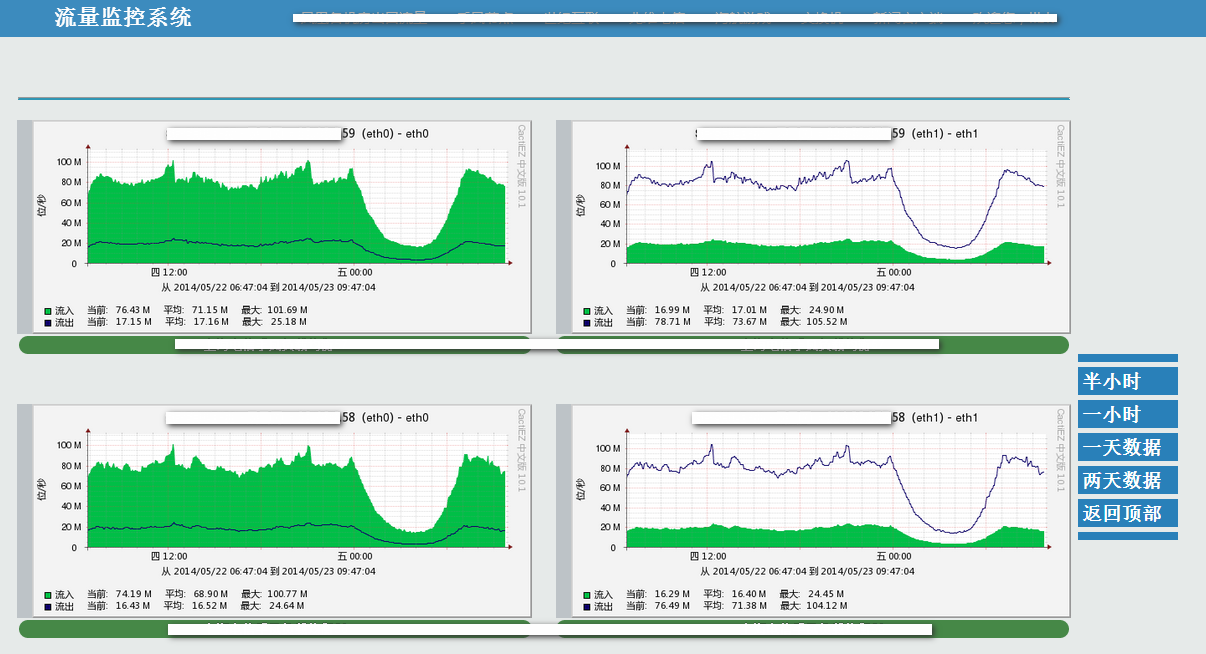 流量监控系统
59 (eth0) - eth0
CactiEZ 中文版 10.1
100 M
80 M
60 M
40 M
20 M
0
位/秒
四 12:00 五 00:00
从 2014/05/22 06:47:04 到 2014/05/23 09:47:04
流入 当前: 76.43 M 平均: 71.15 M 最大: 101.69 M
流出 当前: 17.15 M 平均: 17.16 M 最大: 25.18 M
59 (eth1) - eth1
CactiEZ 中文版 10.1
100 M
80 M
60 M
40 M
20 M
0
位/秒
四 12:00 五 00:00
从 2014/05/22 06:47:04 到 2014/05/23 09:47:04
流入 当前: 16.99 M 平均: 17.01 M 最大: 24.90 M
流出 当前: 78.71 M 平均: 73.67 M 最大: 105.52 M
58 (eth0) - eth0
CactiEZ 中文版 10.1
100 M
80 M
60 M
40 M
20 M
0
位/秒
四 12:00 五 00:00
从 2014/05/22 06:47:04 到 2014/05/23 09:47:04
流入 当前: 74.19 M 平均: 68.90 M 最大: 100.77 M
流出 当前: 16.43 M 平均: 16.52 M 最大: 24.64 M
58 (eth1) - eth1
CactiEZ 中文版 10.1
100 M
80 M
60 M
40 M
20 M
0
位/秒
四 12:00 五 00:00
从 2014/05/22 06:47:04 到 2014/05/23 09:47:04
流入 当前: 16.29 M 平均: 16.40 M 最大: 24.45 M
流出 当前: 76.49 M 平均: 71.38 M 最大: 104.12 M
半小时
一小时
一天数据
两天数据
返回顶部